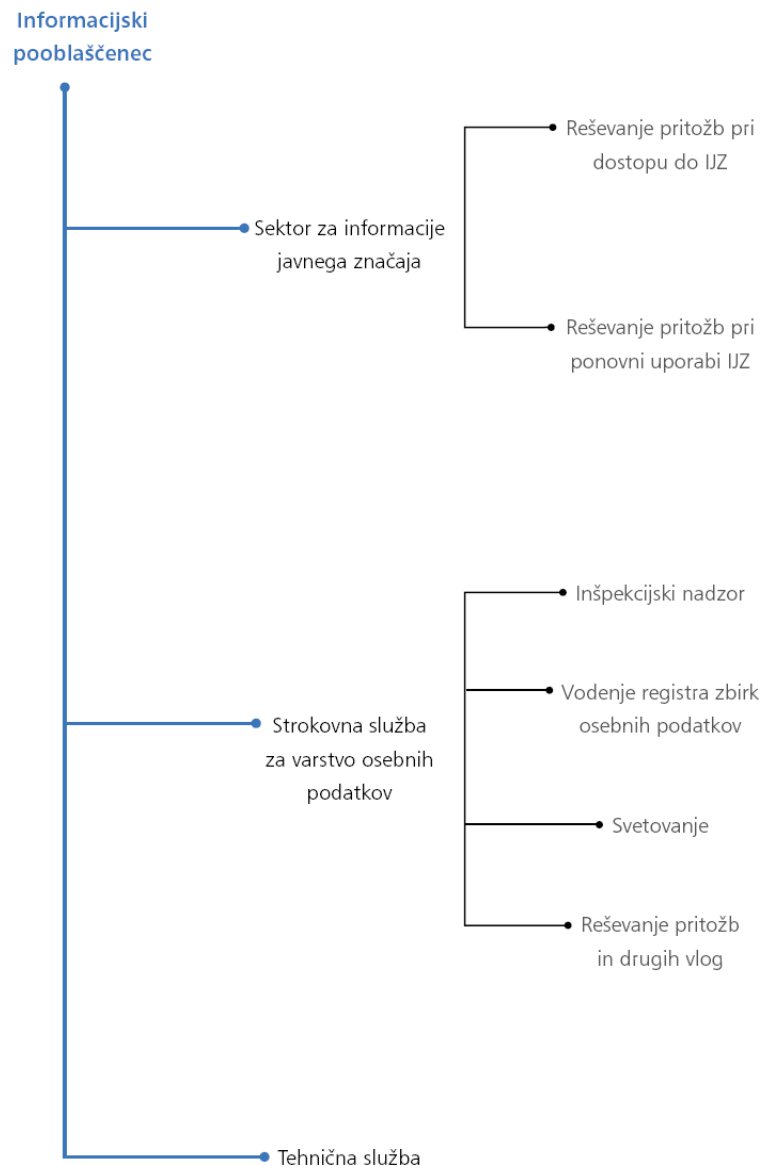 Informacijski
pooblaščenec
Sektor za informacije
javnega značaja
Reševanje pritožb pri
dostopu do IJZ
Reševanje pritožb pri
ponovni uporabi IJZ
Strokovna služba
za varstvo osebnih
podatkov
Inšpekcijski nadzor
Vodenje registra zbirk
osebnih podatkov
Svetovanje
Reševanje pritožb
in drugih vlog
Tehnična služba